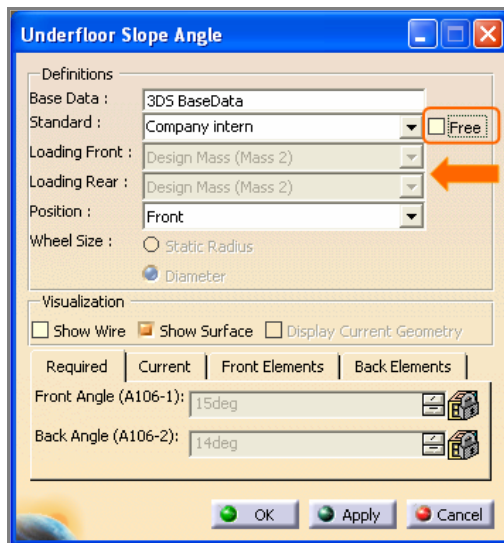 Underfloor Slope Angle
Definitions
Base Data : 3DS BaseData
Standard : Company intern Free
Loading Front : Design Mass (Mass 2)
Loading Rear : Design Mass (Mass 2)
Position : Front
Wheel Size : Static Radius
Diameter
Visualization
Show Wire Show Surface Display Current Geometry
Required Current Front Elements Back Elements
Front Angle (A106-1): 15deg
Back Angle (A106-2): 14deg
OK Apply Cancel